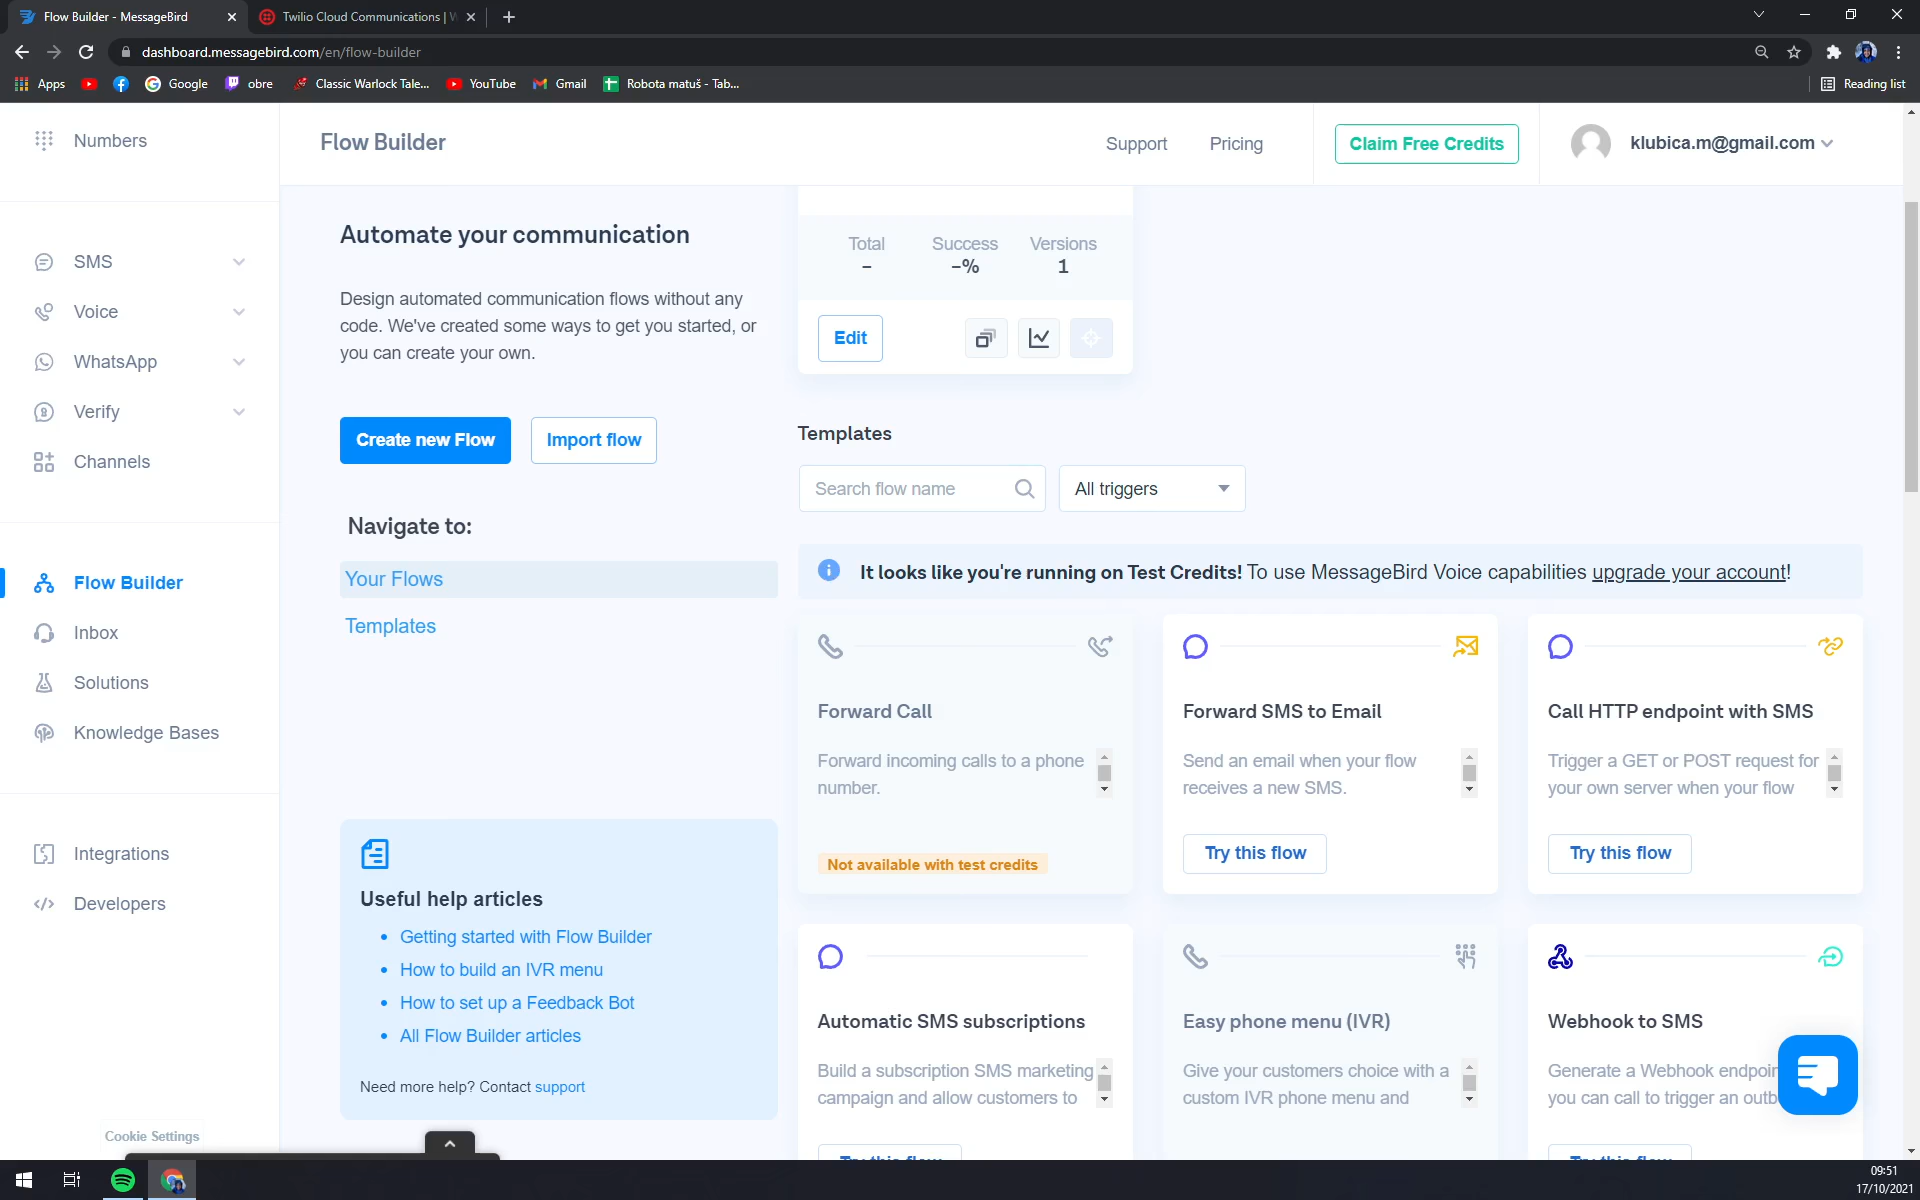 Flow Builder - MessageBird
Twilio Cloud Communications |
dashboard.messagebird.com/en/flow-builder
Apps
Google
obre
Classic Warlock Tale...
YouTube
Gmail
Robota matuš - Tab...
Reading list
Numbers
Flow Builder
Support
Pricing
Claim Free Credits
klubica.m@gmail.com
SMS
Voice
WhatsApp
Verify
Channels
Flow Builder
Inbox
Solutions
Knowledge Bases
Integrations
Developers
Cookie Settings
Automate your communication
Design automated communication flows without any
code. We've created some ways to get you started, or
you can create your own.
Create new Flow
Import flow
Navigate to:
Your Flows
Templates
Useful help articles
Getting started with Flow Builder
How to build an IVR menu
How to set up a Feedback Bot
All Flow Builder articles
Need more help? Contact support
Total
Success
Versions
-
-%
1
Edit
Templates
Search flow name
All triggers
It looks like you're running on Test Credits! To use MessageBird Voice capabilities upgrade your account!
Forward Call
Forward incoming calls to a phone
number.
Not available with test credits
Forward SMS to Email
Send an email when your flow
receives a new SMS.
Try this flow
Call HTTP endpoint with SMS
Trigger a GET or POST request for
your own server when your flow
Try this flow
Automatic SMS subscriptions
Build a subscription SMS marketing
campaign and allow customers to
Try this flow
Easy phone menu (IVR)
Give your customers choice with a
custom IVR phone menu and
Webhook to SMS
Generate a Webhook
you can call to trigger an
Try this flow
09:51
17/10/2021